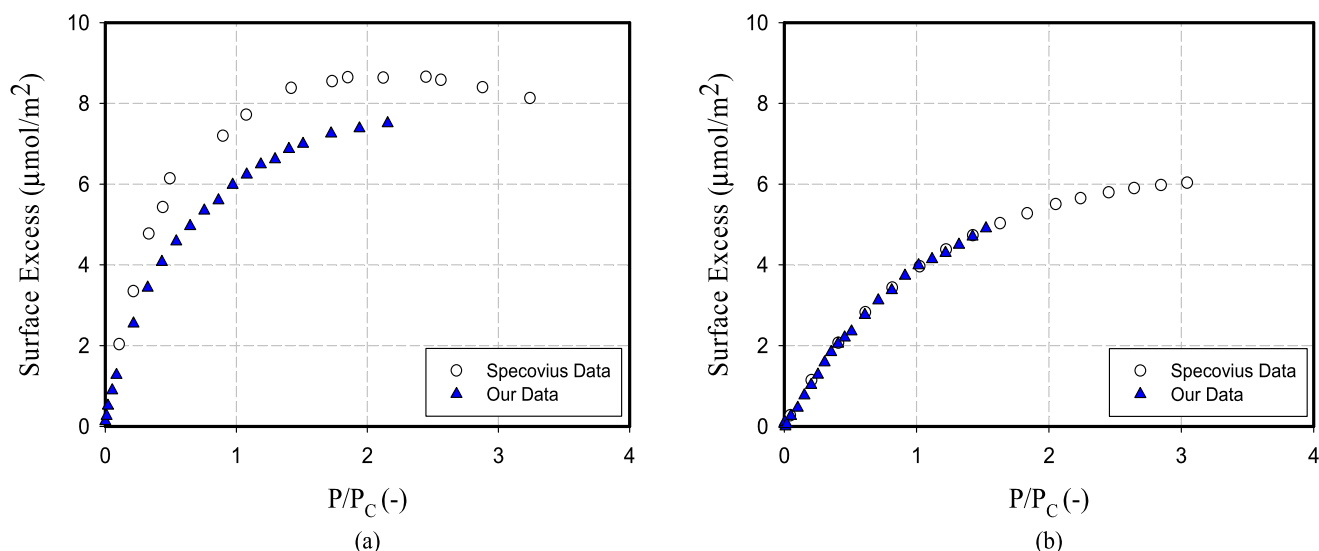 10
8
6
4
2
0
Surface Excess (µmol/m²)
Specovius Data
Our Data
0 1 2 3 4
P/P_C (-)
(a)
10
8
6
4
2
0
Surface Excess (µmol/m²)
Specovius Data
Our Data
0 1 2 3 4
P/P_C (-)
(b)